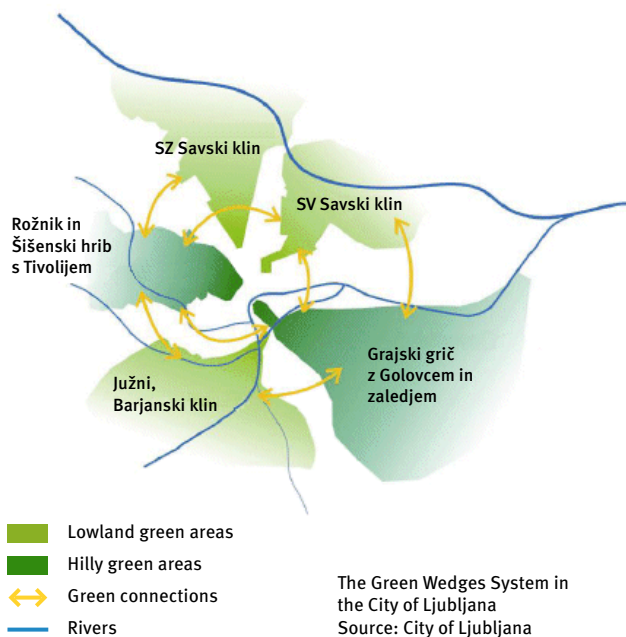 SZ Savski klin
SV Savski klin
Rožnik in
Šišenski hrib
s Tivolijem
Grajski grič
z Golovcem in
zaledjem
Južni,
Barjanski klin
Lowland green areas
Hilly green areas
Green connections
Rivers
The Green Wedges System in
the City of Ljubljana
Source: City of Ljubljana